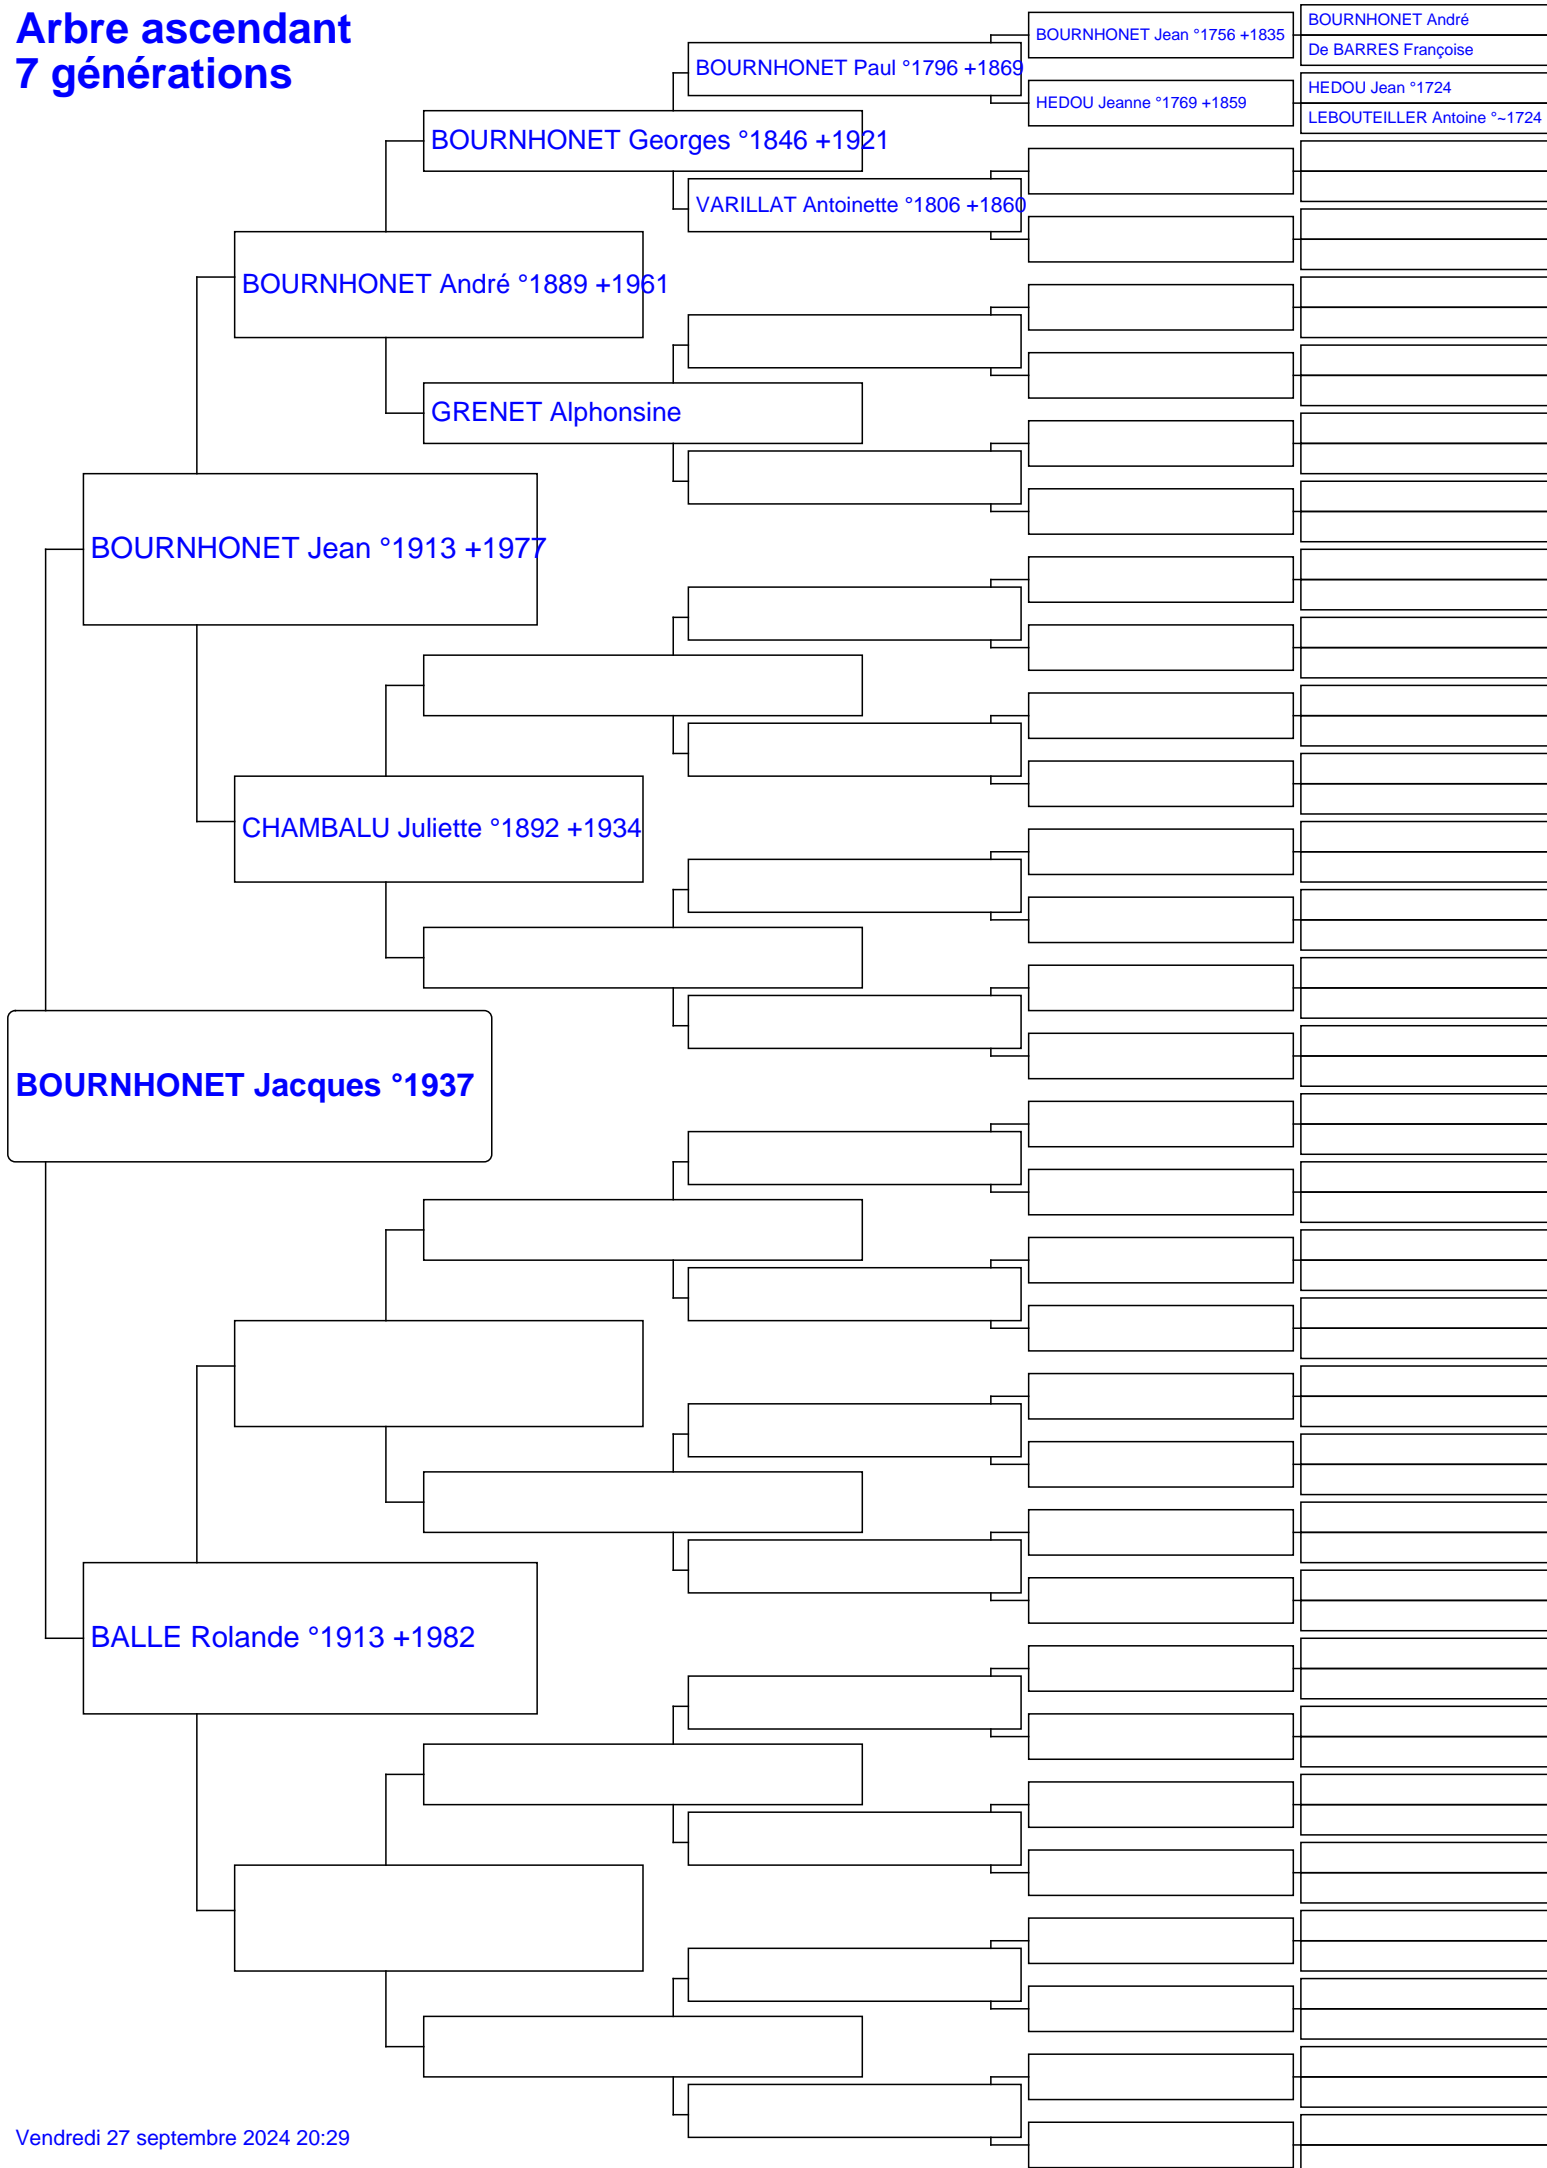 Arbre ascendant
7 générations
BOURNHONET Jean °1756 +1835
BOURNHONET André
De BARRES Françoise
BOURNHONET Paul °1796 +1869
HEDOU Jeanne °1769 +1859
HEDOU Jean °1724
LEBOUTEILLER Antoine °~1724
BOURNHONET Georges °1846 +1921
VARILLAT Antoinette °1806 +1860
BOURNHONET André °1889 +1961
GRENET Alphonsine
BOURNHONET Jean °1913 +1977
CHAMBALU Juliette °1892 +1934
BOURNHONET Jacques °1937
BALLE Rolande °1913 +1982
Vendredi 27 septembre 2024 20:29